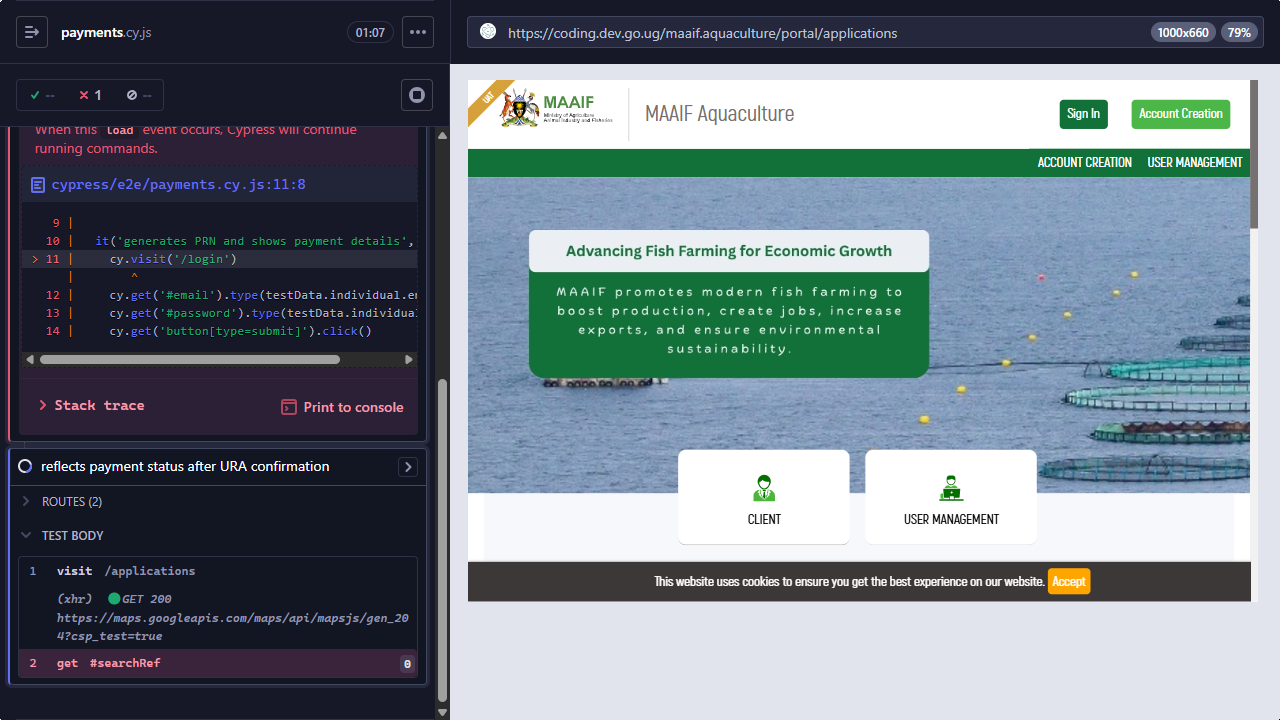 payments.cy.js
01:07
--
1
--
When this load event occurs, Cypress will continue
running commands.
cypress/e2e/payments.cy.js:11:8
9 |
10 | it('generates PRN and shows payment details',
> 11 | cy.visit('/login')
| ^
12 | cy.get('#email').type(testData.individual.em
13 | cy.get('#password').type(testData.individual
14 | cy.get('button[type=submit]').click()
Stack trace
Print to console
reflects payment status after URA confirmation
ROUTES (2)
TEST BODY
1 visit /applications
(xhr) GET 200
https://maps.googleapis.com/maps/api/mapsjs/gen_20
4?csp_test=true
2 get #searchRef 0
https://coding.dev.go.ug/maaif.aquaculture/portal/applications
1000x660
79%
UAT
MAAIF
Ministry of Agriculture
Animal Industry and Fisheries
MAAIF Aquaculture
Sign In
Account Creation
ACCOUNT CREATION
USER MANAGEMENT
Advancing Fish Farming for Economic Growth
MAAIF promotes modern fish farming to
boost production, create jobs, increase
exports, and ensure environmental
sustainability.
CLIENT
USER MANAGEMENT
This website uses cookies to ensure you get the best experience on our website. Accept